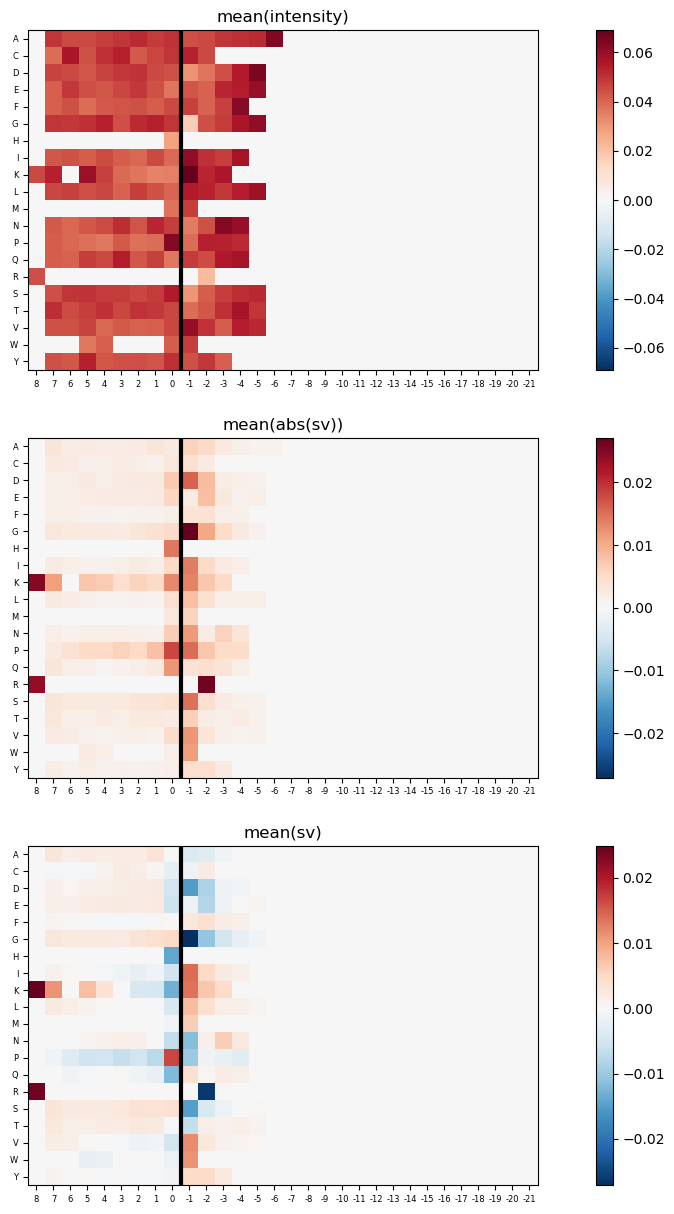 mean(intensity)
A
C
D
E
F
G
H
I
K
L
M
N
P
Q
R
S
T
V
W
Y
8 7 6 5 4 3 2 1 0 -1 -2 -3 -4 -5 -6 -7 -8 -9 -10 -11 -12 -13 -14 -15 -16 -17 -18 -19 -20 -21
0.06
0.04
0.02
0.00
−0.02
−0.04
−0.06
mean(abs(sv))
A
C
D
E
F
G
H
I
K
L
M
N
P
Q
R
S
T
V
W
Y
8 7 6 5 4 3 2 1 0 -1 -2 -3 -4 -5 -6 -7 -8 -9 -10 -11 -12 -13 -14 -15 -16 -17 -18 -19 -20 -21
0.02
0.01
0.00
−0.01
−0.02
mean(sv)
A
C
D
E
F
G
H
I
K
L
M
N
P
Q
R
S
T
V
W
Y
8 7 6 5 4 3 2 1 0 -1 -2 -3 -4 -5 -6 -7 -8 -9 -10 -11 -12 -13 -14 -15 -16 -17 -18 -19 -20 -21
0.02
0.01
0.00
−0.01
−0.02